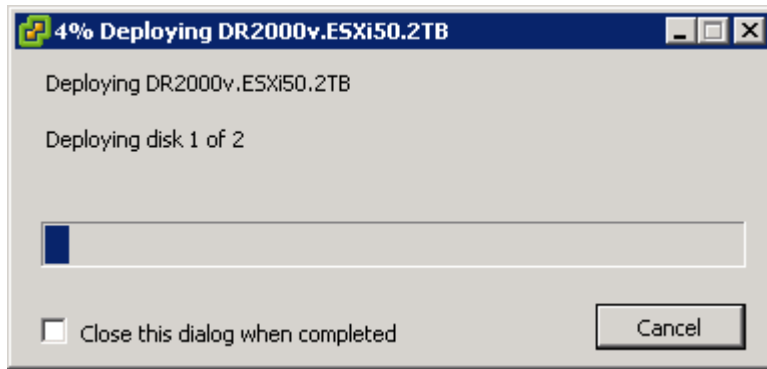 4% Deploying DR2000v.ESXi50.2TB
Deploying DR2000v.ESXi50.2TB
Deploying disk 1 of 2
Close this dialog when completed
Cancel